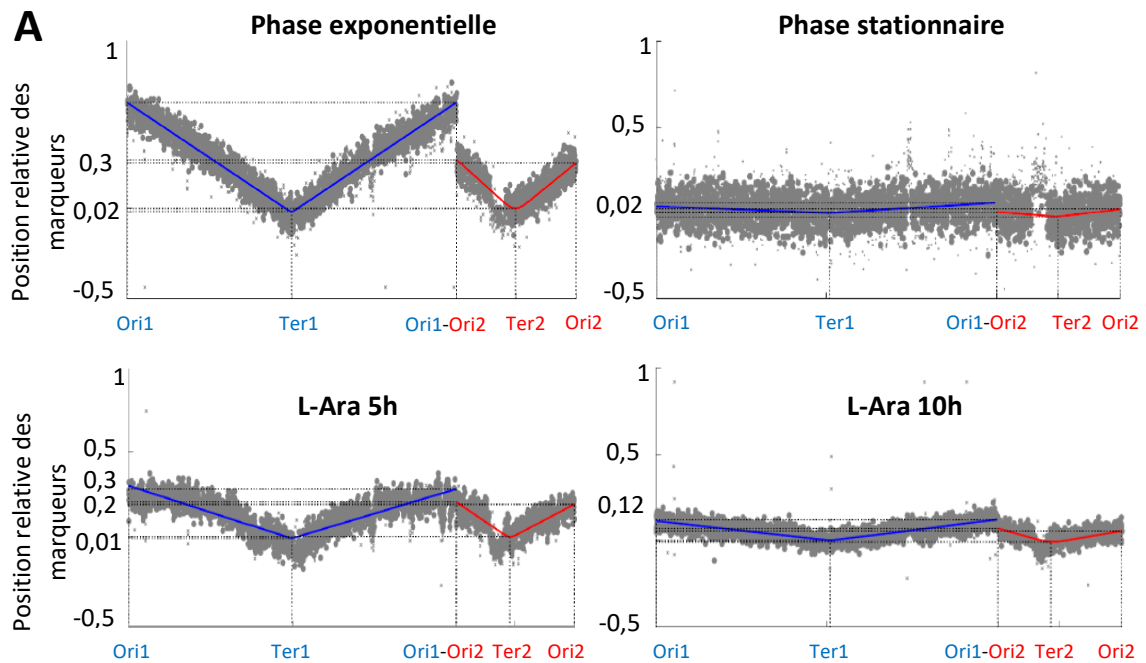 A
Phase exponentielle
Phase stationnaire
Position relative des
marqueurs
1
0,3
0,02
-0,5
Ori1
Ter1
Ori1-Ori2
Ter2
Ori2
1
0,5
0,02
-0,5
Ori1
Ter1
Ori1-Ori2
Ter2
Ori2
L-Ara 5h
L-Ara 10h
Position relative des
marqueurs
1
0,5
0,3
0,2
0,01
-0,5
Ori1
Ter1
Ori1-Ori2
Ter2
Ori2
1
0,5
0,12
0
-0,5
Ori1
Ter1
Ori1-Ori2
Ter2
Ori2